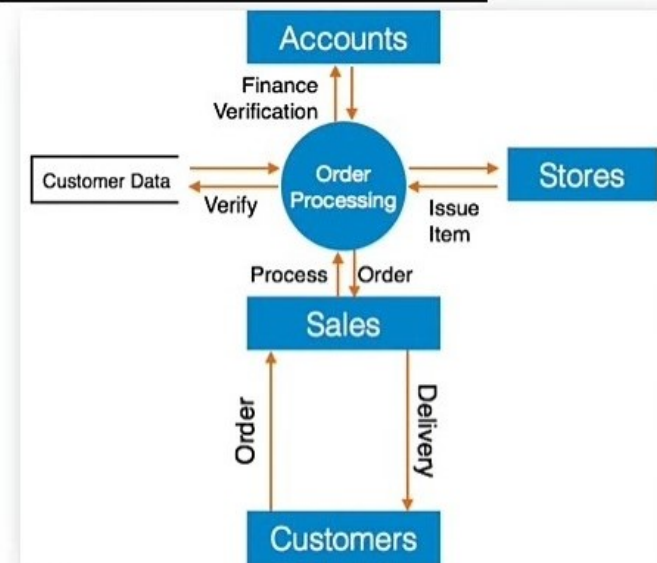 Accounts
Finance
Verification
Customer Data
Order
Processing
Stores
Verify
Issue
Item
Process
Order
Sales
Order
Delivery
Customers